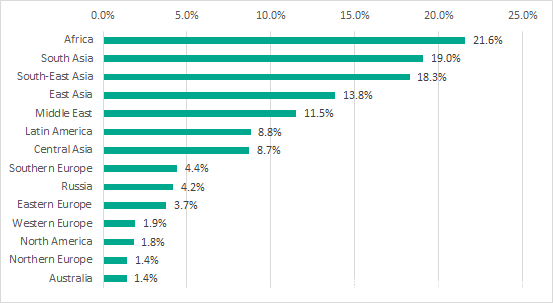 0.0% 5.0% 10.0% 15.0% 20.0% 25.0%
Africa 21.6%
South Asia 19.0%
South-East Asia 18.3%
East Asia 13.8%
Middle East 11.5%
Latin America 8.8%
Central Asia 8.7%
Southern Europe 4.4%
Russia 4.2%
Eastern Europe 3.7%
Western Europe 1.9%
North America 1.8%
Northern Europe 1.4%
Australia 1.4%